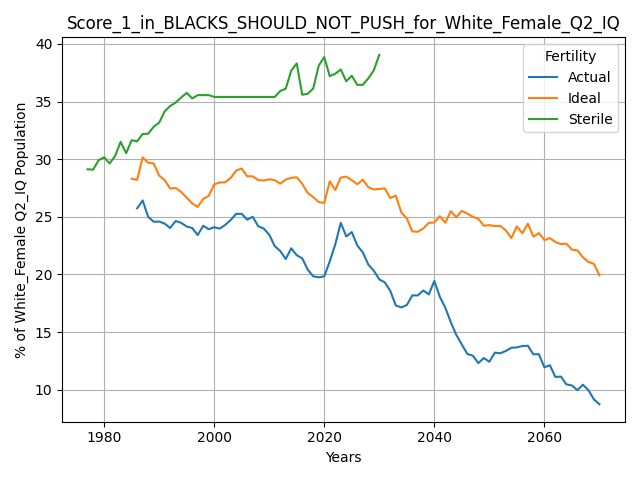 Score_1_in_BLACKS_SHOULD_NOT_PUSH_for_White_Female_Q2_IQ
% of White_Female Q2_IQ Population
40
35
30
25
20
15
10
Fertility
Actual
Ideal
Sterile
1980 2000 2020 2040 2060
Years